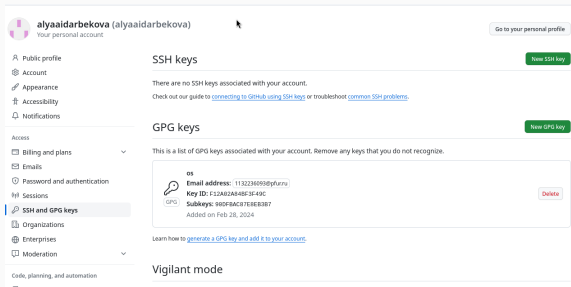 alyaaidarbekova (alyaaidarbekova)
Your personal account
Go to your personal profile
Public profile
Account
Appearance
Accessibility
Notifications
Access
Billing and plans
Emails
Password and authentication
Sessions
SSH and GPG keys
Organizations
Enterprises
Moderation
Code, planning, and automation
SSH keys
New SSH key
There are no SSH keys associated with your account.
Check out our guide to connecting to GitHub using SSH keys or troubleshoot common SSH problems.
GPG keys
New GPG key
This is a list of GPG keys associated with your account. Remove any keys that you do not recognize.
os
Email address: 1132236093@pfur.ru
Key ID: F12A82A84BF3F49C
Subkeys: 98DFBAC87E8EB3B7
GPG
Added on Feb 28, 2024
Delete
Learn how to generate a GPG key and add it to your account.
Vigilant mode